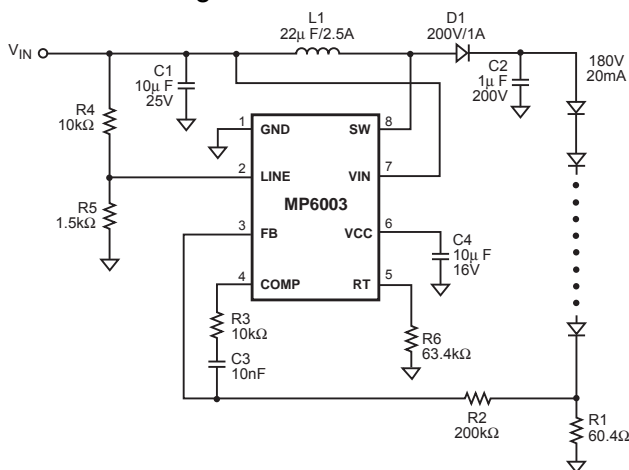 L1
22μ F/2.5A
D1
200V/1A
VIN
C1
10μ F
25V
C2
1μ F
200V
180V
20mA
R4
10kΩ
1
GND
SW
8
2
LINE
VIN
7
MP6003
R5
1.5kΩ
3
FB
VCC
6
C4
10μ F
16V
4
COMP
RT
5
R3
10kΩ
C3
10nF
R6
63.4kΩ
R2
200kΩ
R1
60.4Ω